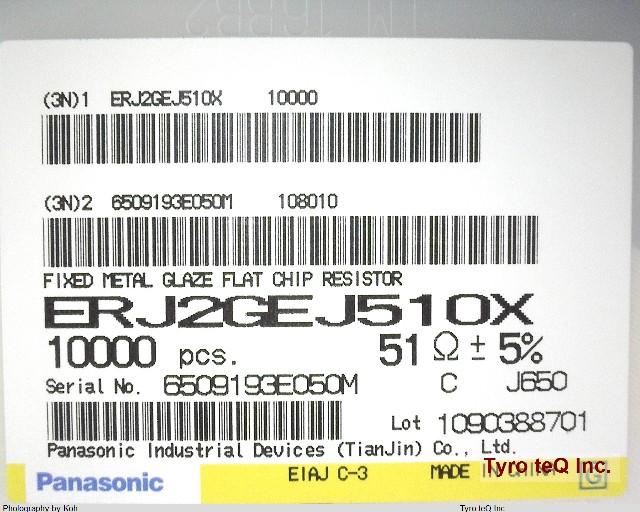 (3N)1 ERJ2GEJ510X 10000
(3N)2 6509193E050M 108010
FIXED METAL GLAZE FLAT CHIP RESISTOR
ERJ2GEJ510X
10000 pcs. 51 Ω ± 5%
Serial No. 6509193E050M C J650
Lot 1090388701
Panasonic Industrial Devices (TianJin) Co., Ltd.
Panasonic EIAJ C-3 MADE Tyro teQ Inc. G
Photography by Koh Tyro teQ Inc